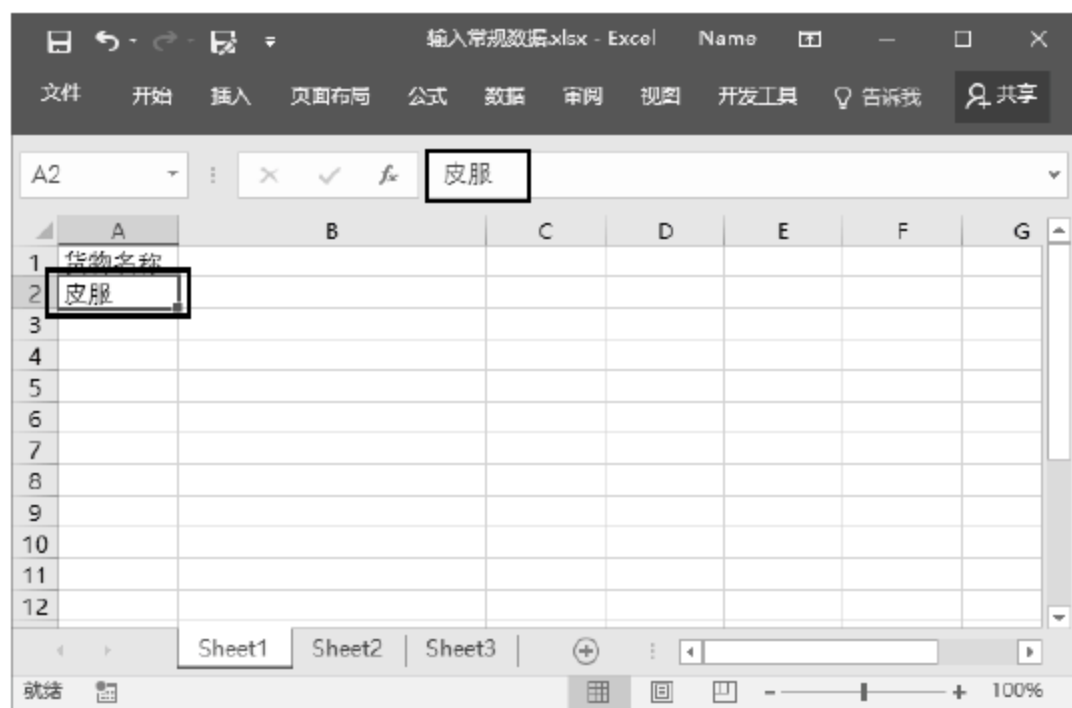 输入常规数据.xlsx - Excel Name
文件 开始 插入 页面布局 公式 数据 审阅 视图 开发工具 告诉我 共享
A2 fx 皮服
A B C D E F G
1 货物名称
2 皮服
3
4
5
6
7
8
9
10
11
12
Sheet1 Sheet2 Sheet3
就绪 100%